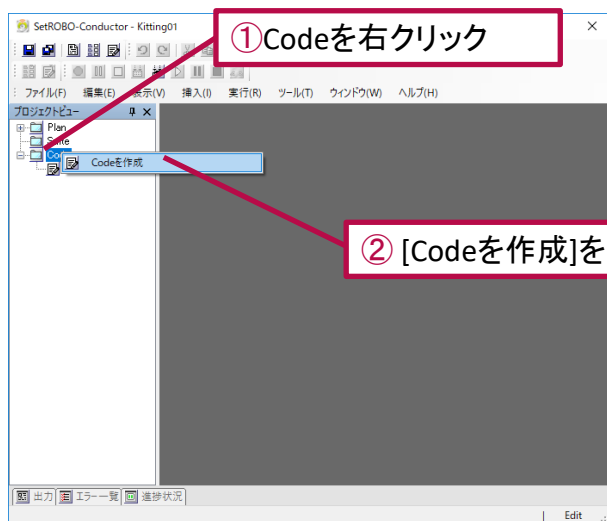 SetROBO-Conductor - Kitting01
①Codeを右クリック
ファイル(F) 編集(E) 表示(V) 挿入(I) 実行(R) ツール(T) ウィンドウ(W) ヘルプ(H)
プロジェクトビュー
Plan
Suite
Code
Codeを作成
② [Codeを作成]を
出力 エラー一覧 進捗状況
Edit